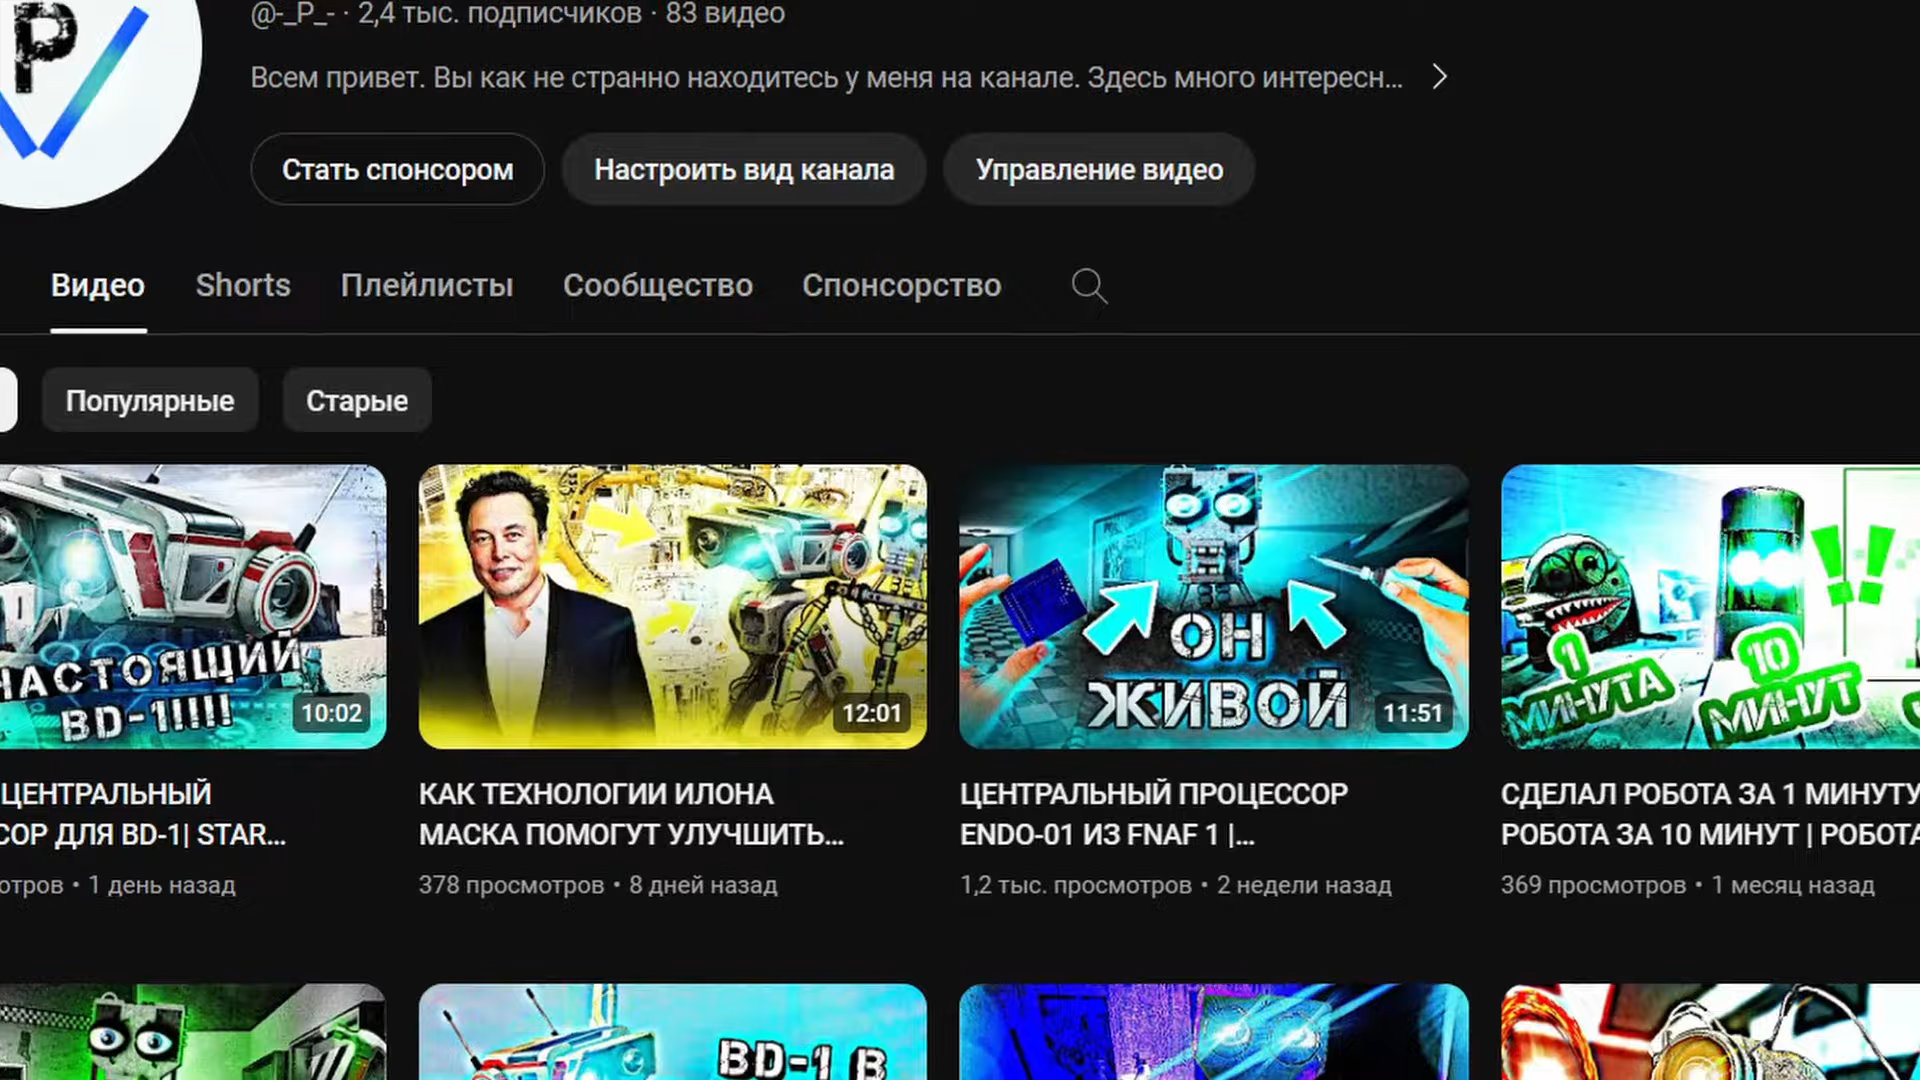 P
@-_P_- · 2,4 тыс. подписчиков · 83 видео
Всем привет. Вы как не странно находитесь у меня на канале. Здесь много интересн...
Стать спонсором
Настроить вид канала
Управление видео
Видео
Shorts
Плейлисты
Сообщество
Спонсорство
Популярные
Старые
НАСТОЯЩИЙ
BD-1!!!!!
10:02
12:01
ОН
ЖИВОЙ
11:51
1
МИНУТА
10
МИНУТ
!!
ЦЕНТРАЛЬНЫЙ
СОР ДЛЯ BD-1| STAR...
отров • 1 день назад
КАК ТЕХНОЛОГИИ ИЛОНА
МАСКА ПОМОГУТ УЛУЧШИТЬ...
378 просмотров • 8 дней назад
ЦЕНТРАЛЬНЫЙ ПРОЦЕССОР
ENDO-01 ИЗ FNAF 1 |...
1,2 тыс. просмотров • 2 недели назад
СДЕЛАЛ РОБОТА ЗА 1 МИНУТУ
РОБОТА ЗА 10 МИНУТ | РОБОТА
369 просмотров • 1 месяц назад
BD-1 В